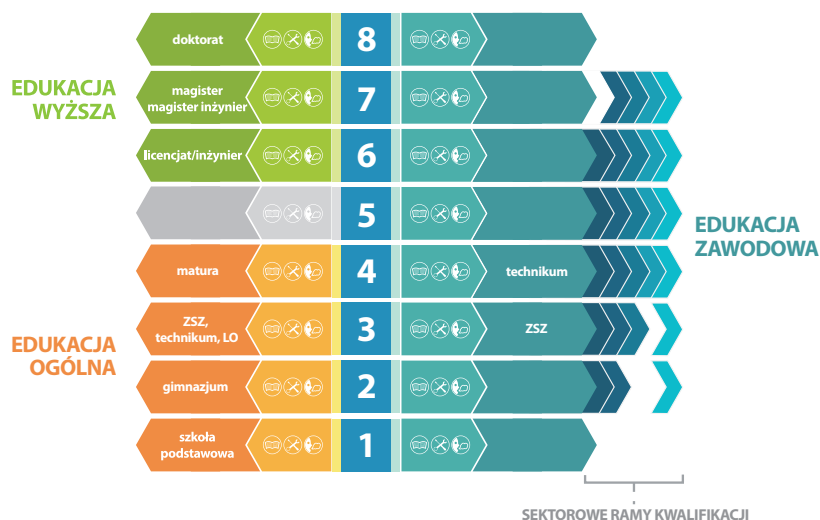 doktorat
8
EDUKACJA
WYŻSZA
magister
magister inżynier
7
licencjat/inżynier
6
5
EDUKACJA
ZAWODOWA
matura
4
technikum
EDUKACJA
OGÓLNA
ZSZ,
technikum, LO
3
ZSZ
gimnazjum
2
szkoła
podstawowa
1
SEKTOROWE RAMY KWALIFIKACJI